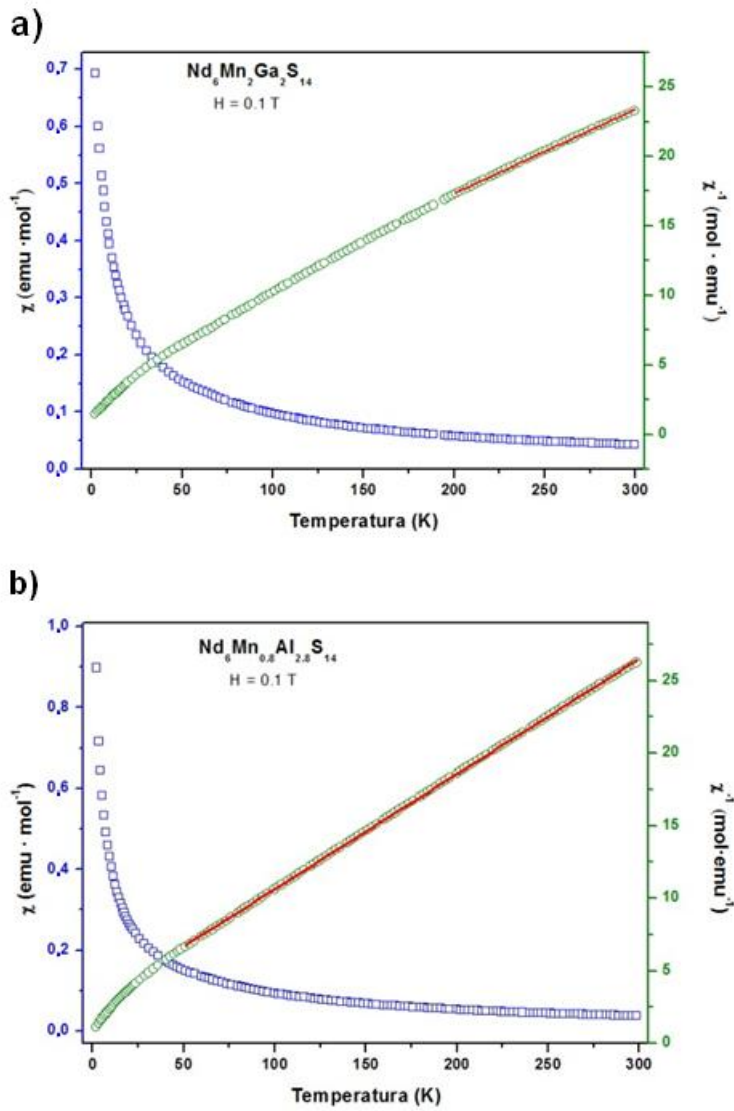 a)
Nd₆Mn₂Ga₂S₁₄
H = 0.1 T
χ (emu ·mol⁻¹)
0,7
0,6
0,5
0,4
0,3
0,2
0,1
0,0
25
20
15
10
5
0
χ⁻¹ (mol · emu⁻¹)
0 50 100 150 200 250 300
Temperatura (K)
b)
Nd₆Mn₀.₈Al₂.₈S₁₄
H = 0.1 T
χ (emu · mol⁻¹)
1,0
0,8
0,6
0,4
0,2
0,0
25
20
15
10
5
0
χ⁻¹ (mol·emu⁻¹)
0 50 100 150 200 250 300
Temperatura (K)